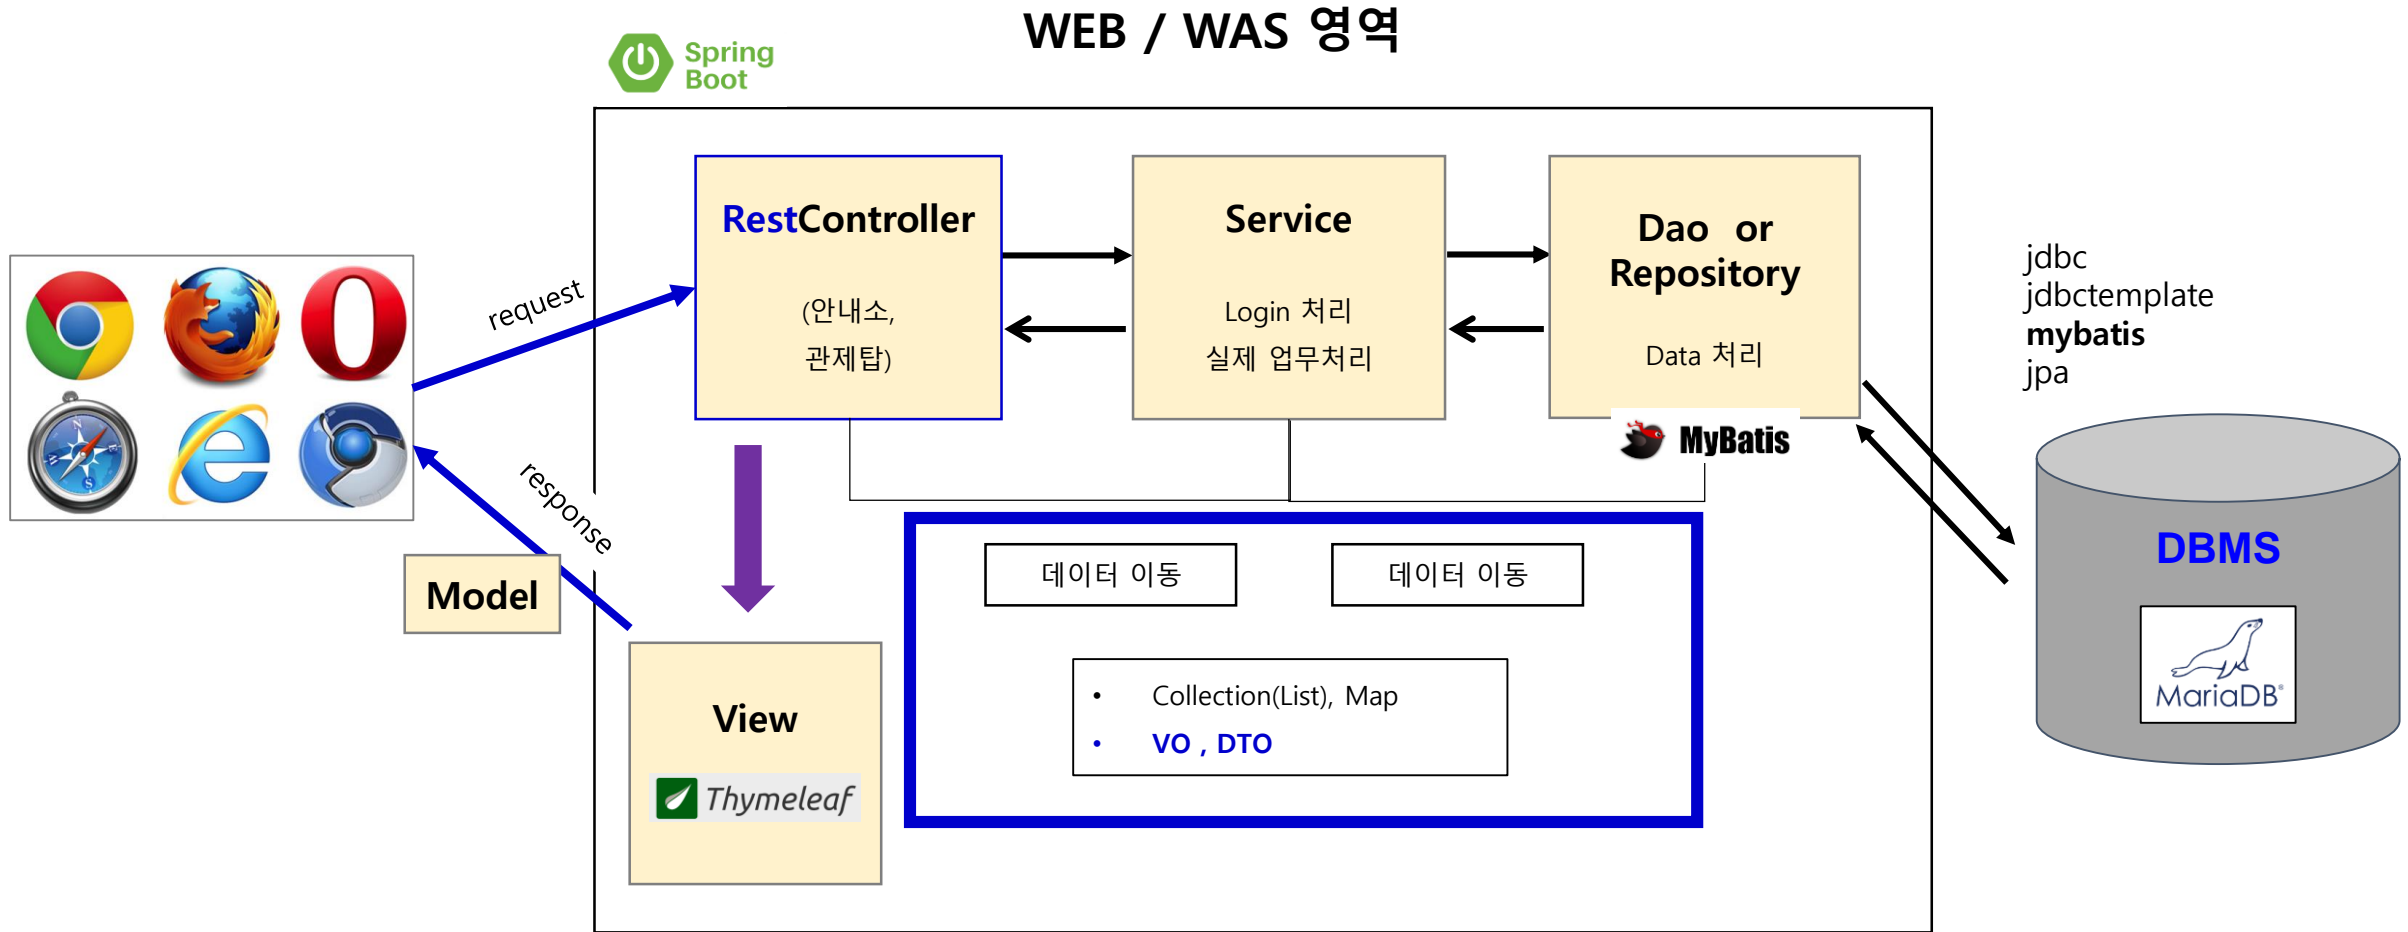 WEB / WAS 영역
Spring
Boot
RestController
(안내소,
관제탑)
Service
Login 처리
실제 업무처리
Dao or
Repository
Data 처리
MyBatis
jdbc
jdbctemplate
mybatis
jpa
request
response
Model
데이터 이동
데이터 이동
• Collection(List), Map
• VO , DTO
View
Thymeleaf
DBMS
MariaDB®
N
E
S
W